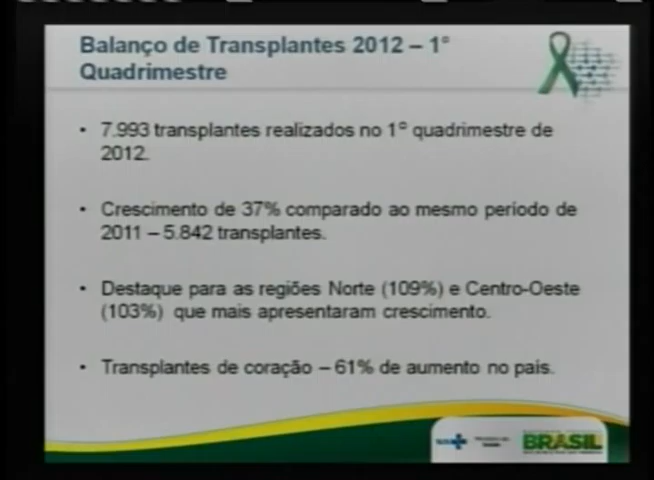 Balanço de Transplantes 2012 – 1°
Quadrimestre
• 7.993 transplantes realizados no 1º quadrimestre de
2012.
• Crescimento de 37% comparado ao mesmo período de
2011 – 5.842 transplantes.
• Destaque para as regiões Norte (109%) e Centro-Oeste
(103%) que mais apresentaram crescimento.
• Transplantes de coração – 61% de aumento no país.
SUS
BRASIL